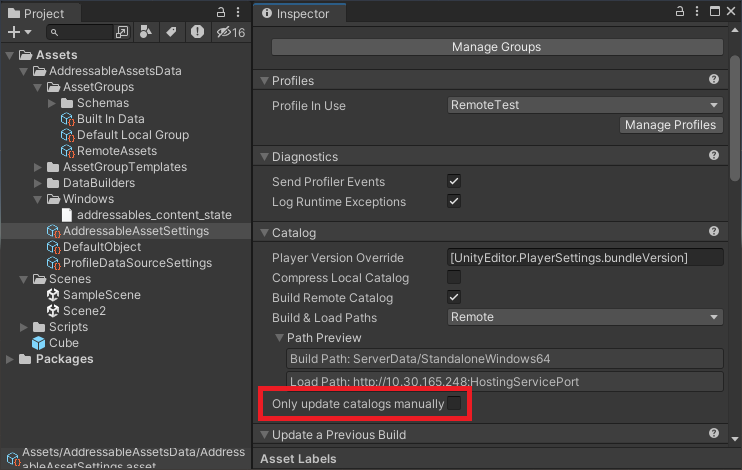 Project
Inspector
16
Assets
AddressableAssetsData
AssetGroups
Schemas
Built In Data
Default Local Group
RemoteAssets
AssetGroupTemplates
DataBuilders
Windows
addressables_content_state
AddressableAssetSettings
DefaultObject
ProfileDataSourceSettings
Scenes
SampleScene
Scene2
Scripts
Cube
Packages
Assets/AddressableAssetsData/Address
ableAssetSettings.asset
Manage Groups
Profiles
Profile In Use RemoteTest
Manage Profiles
Diagnostics
Send Profiler Events
Log Runtime Exceptions
Catalog
Player Version Override [UnityEditor.PlayerSettings.bundleVersion]
Compress Local Catalog
Build Remote Catalog
Build & Load Paths Remote
Path Preview
Build Path: ServerData/StandaloneWindows64
Load Path: http://10.30.165.248:HostingServicePort
Only update catalogs manually
Update a Previous Build
Asset Labels